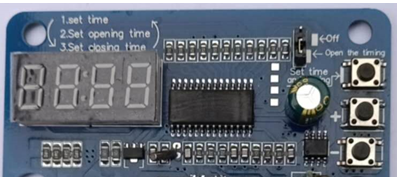 1.set time
2.Set opening time
3.Set closing time
Off
Open the timing
Set time
+
-